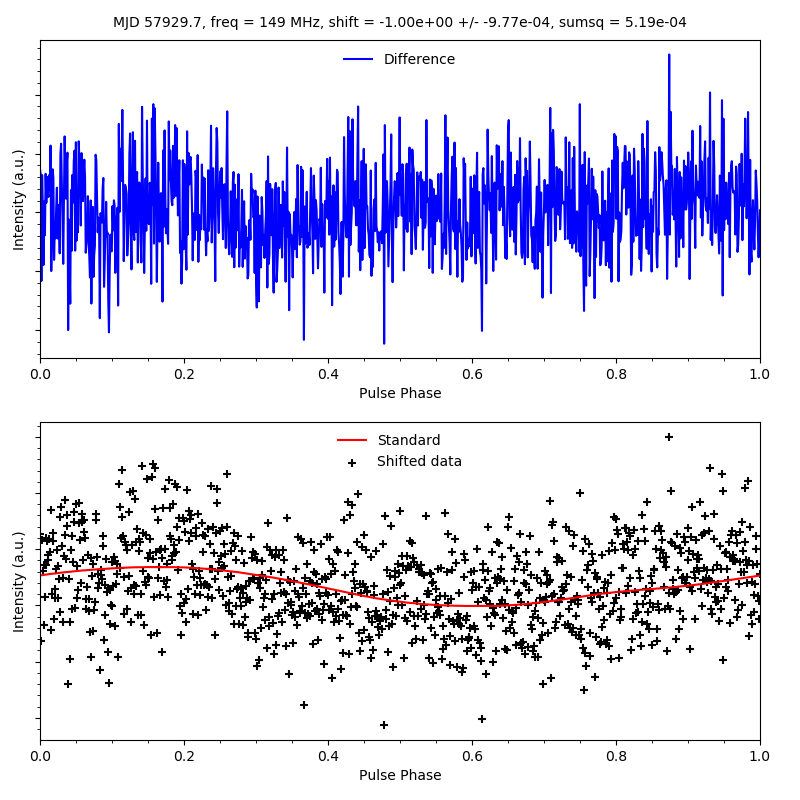 MJD 57929.7, freq = 149 MHz, shift = -1.00e+00 +/- -9.77e-04, sumsq = 5.19e-04
Difference
Intensity (a.u.)
0.0 0.2 0.4 0.6 0.8 1.0
Pulse Phase
Standard
Shifted data
Intensity (a.u.)
0.0 0.2 0.4 0.6 0.8 1.0
Pulse Phase